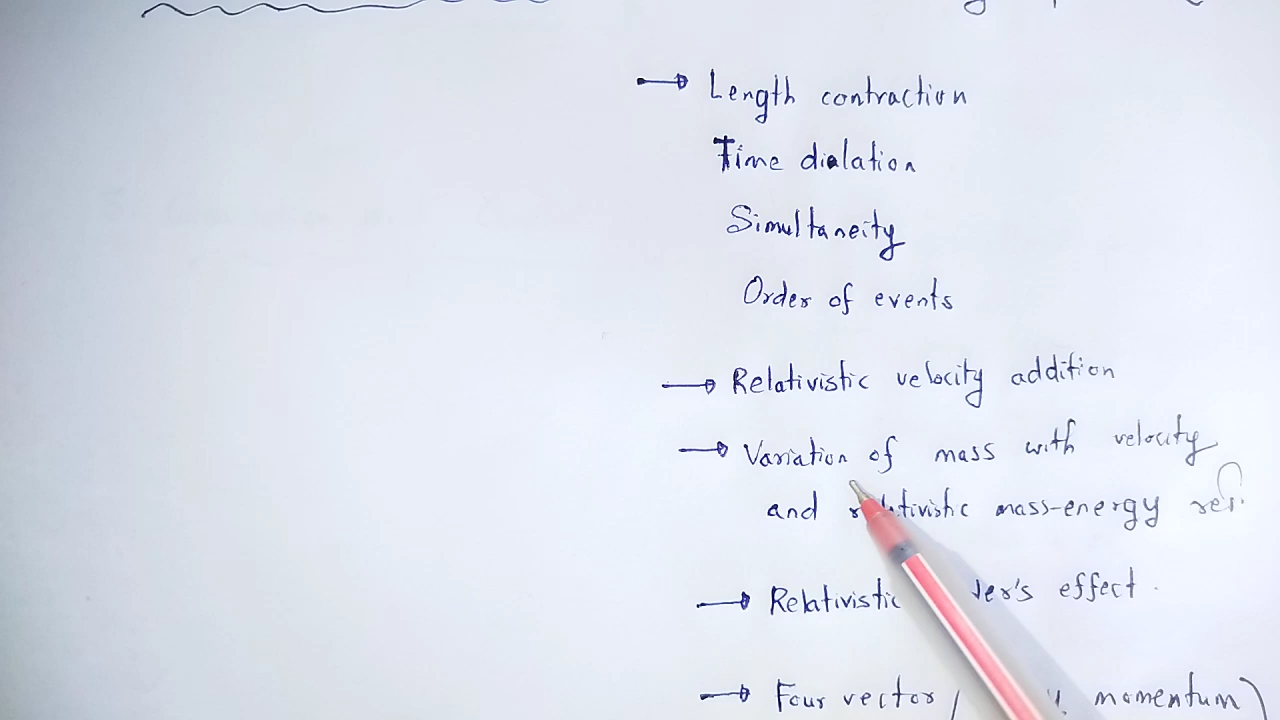 Length contraction
Time dialation
Simultaneity
Order of events
Relativistic velocity addition
Variation of mass with velocity
and relativistic mass-energy
Relativistic effect.
Four vector momentum)